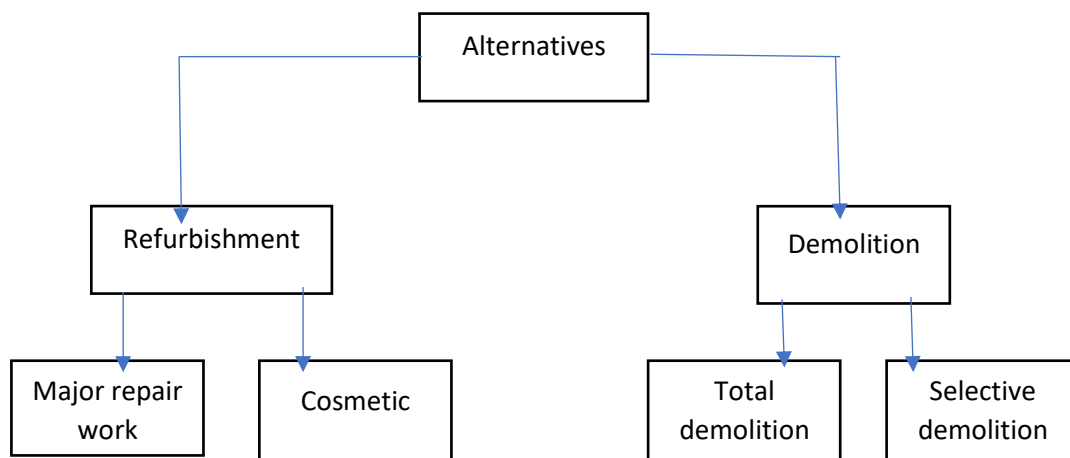 Alternatives
Refurbishment
Demolition
Major repair
work
Cosmetic
Total
demolition
Selective
demolition